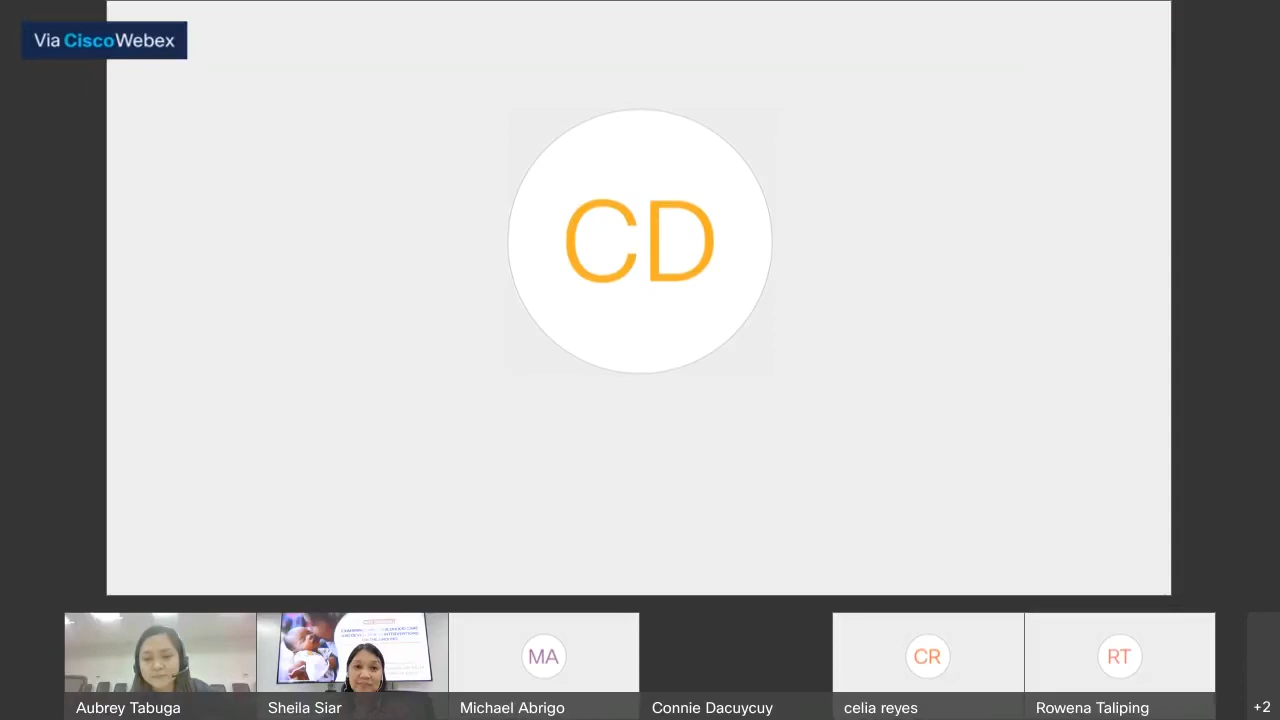 Via CiscoWebex
CD
MA
CR
RT
Aubrey Tabuga
Sheila Siar
Michael Abrigo
Connie Dacuycuy
celia reyes
Rowena Taliping
+2